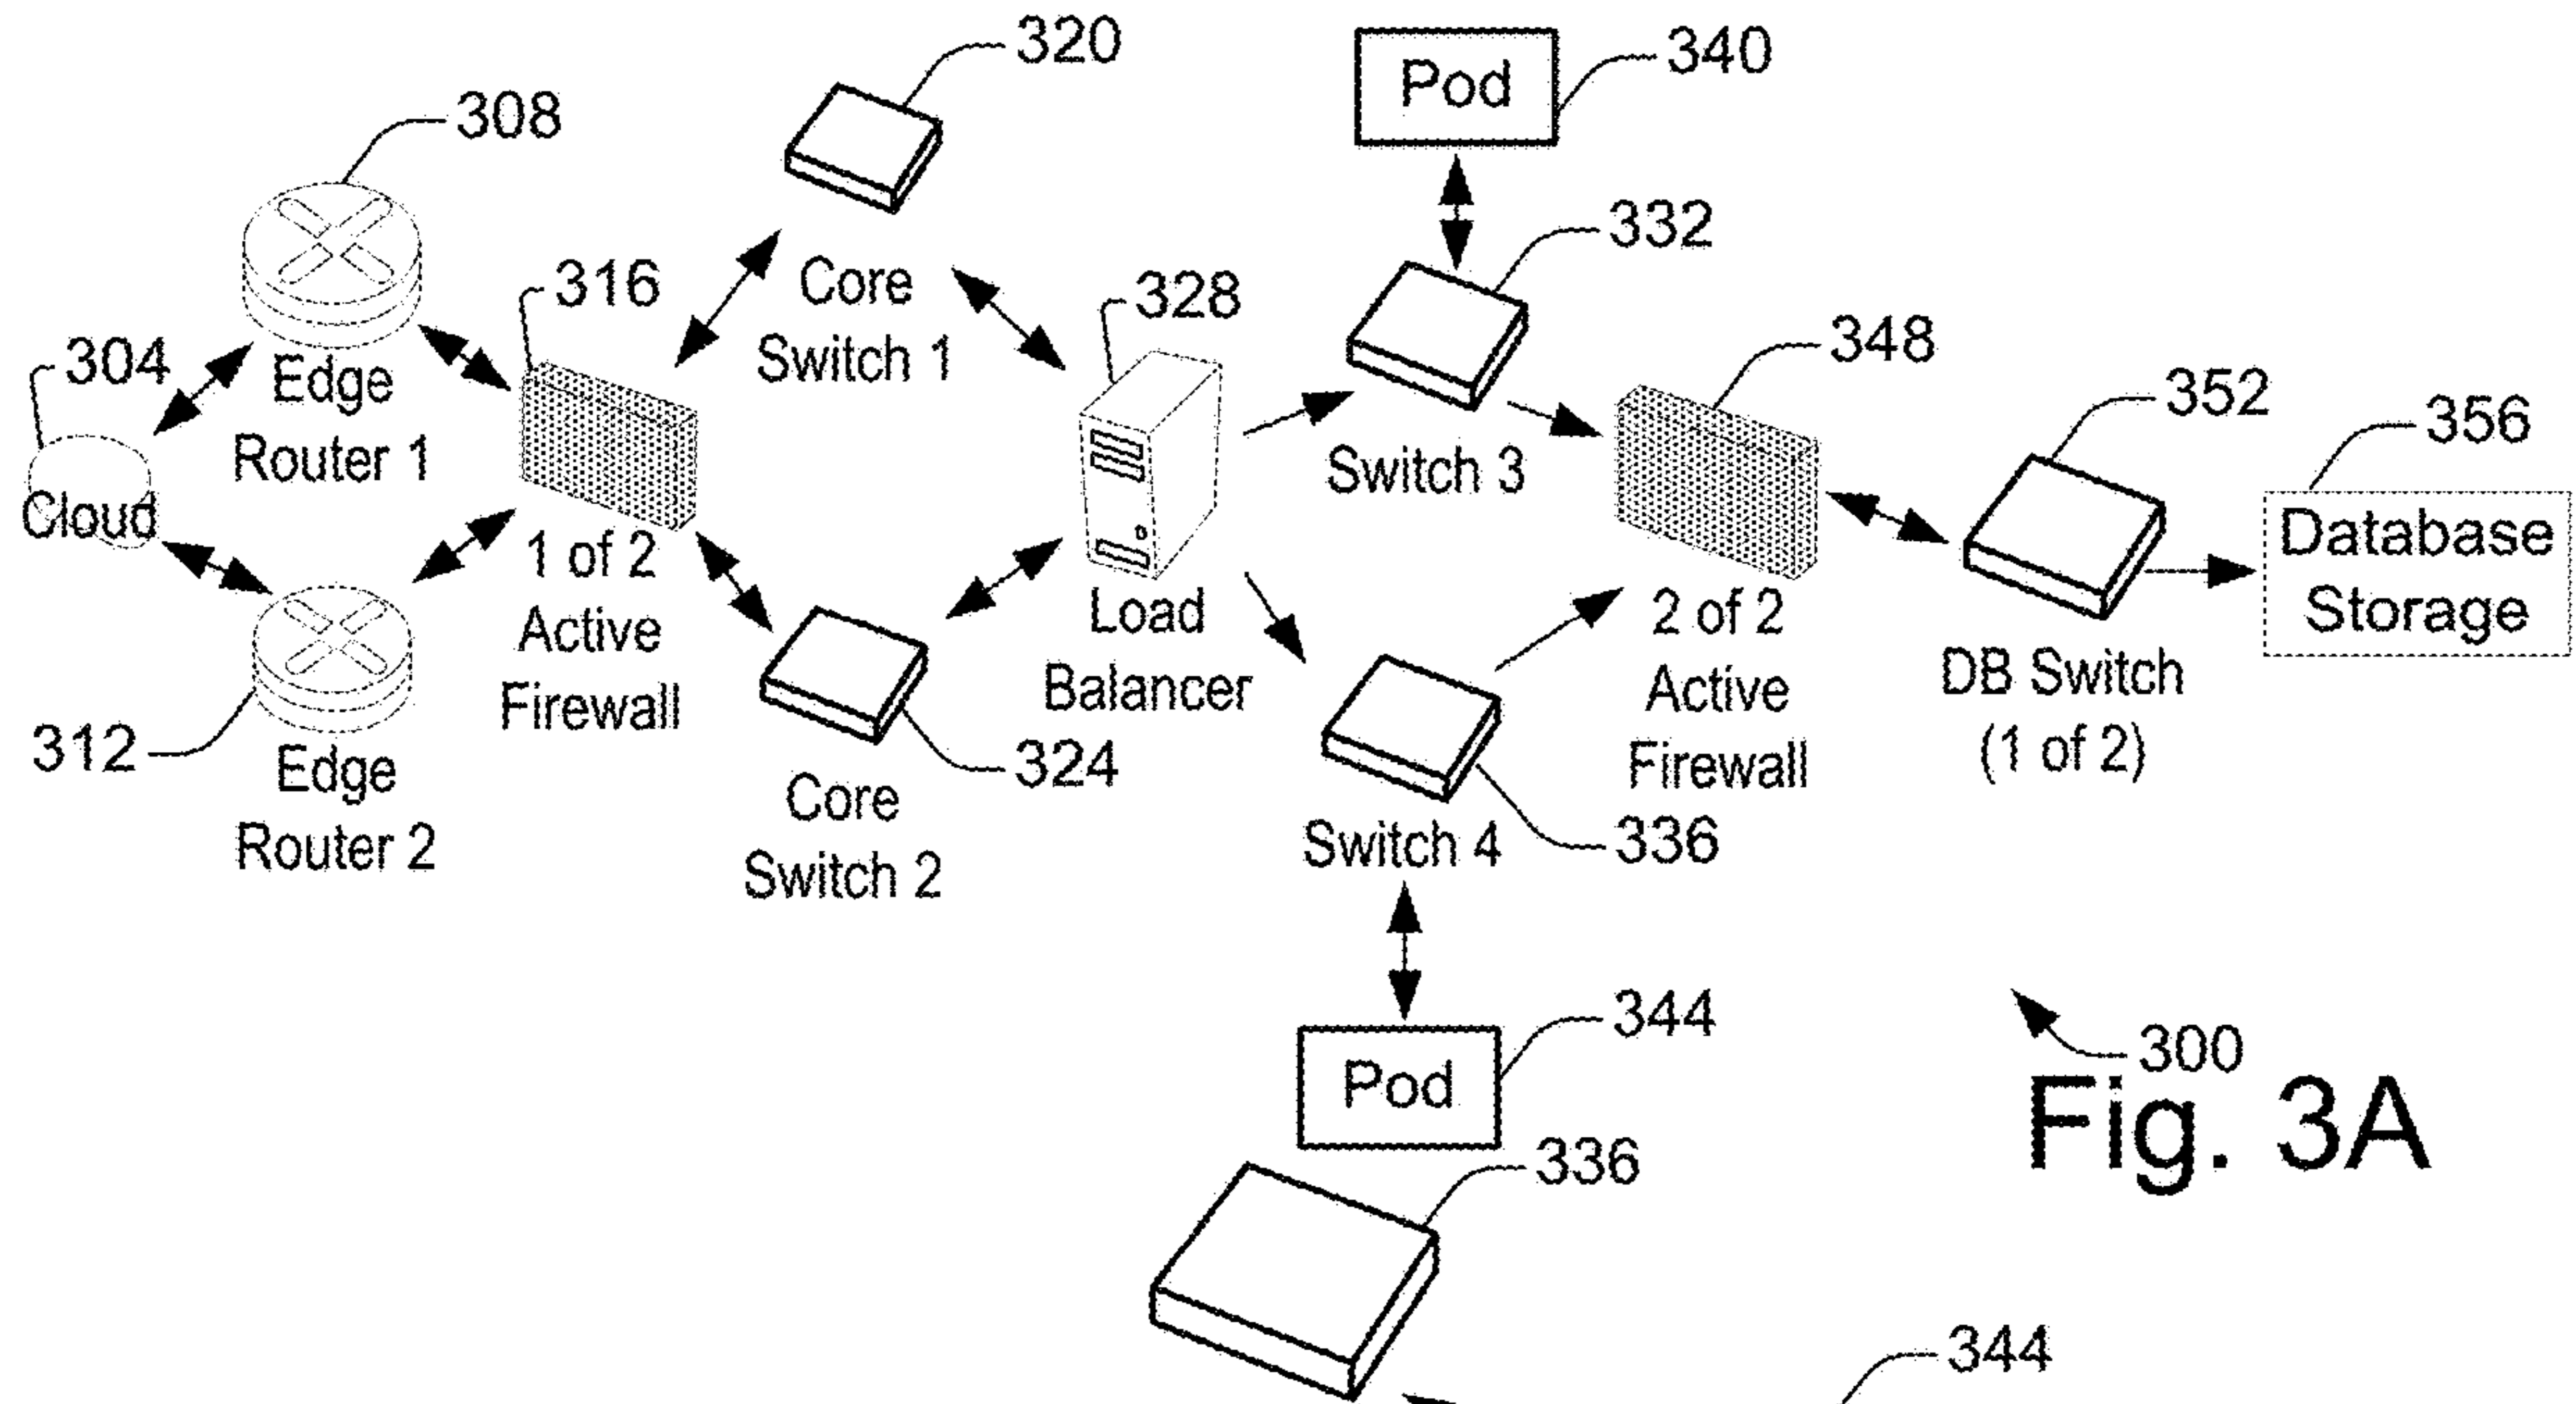 320
340
Pod
308
332
316
Core
Switch 1
328
348
304
Edge
Router 1
352
356
Switch 3
Cloud
Database
Storage
1 of 2
Active
Firewall
Load
Balancer
2 of 2
Active
Firewall
DB Switch
(1 of 2)
312
Edge
Router 2
324
Core
Switch 2
Switch 4
336
344
Pod
300
Fig. 3A
336
344